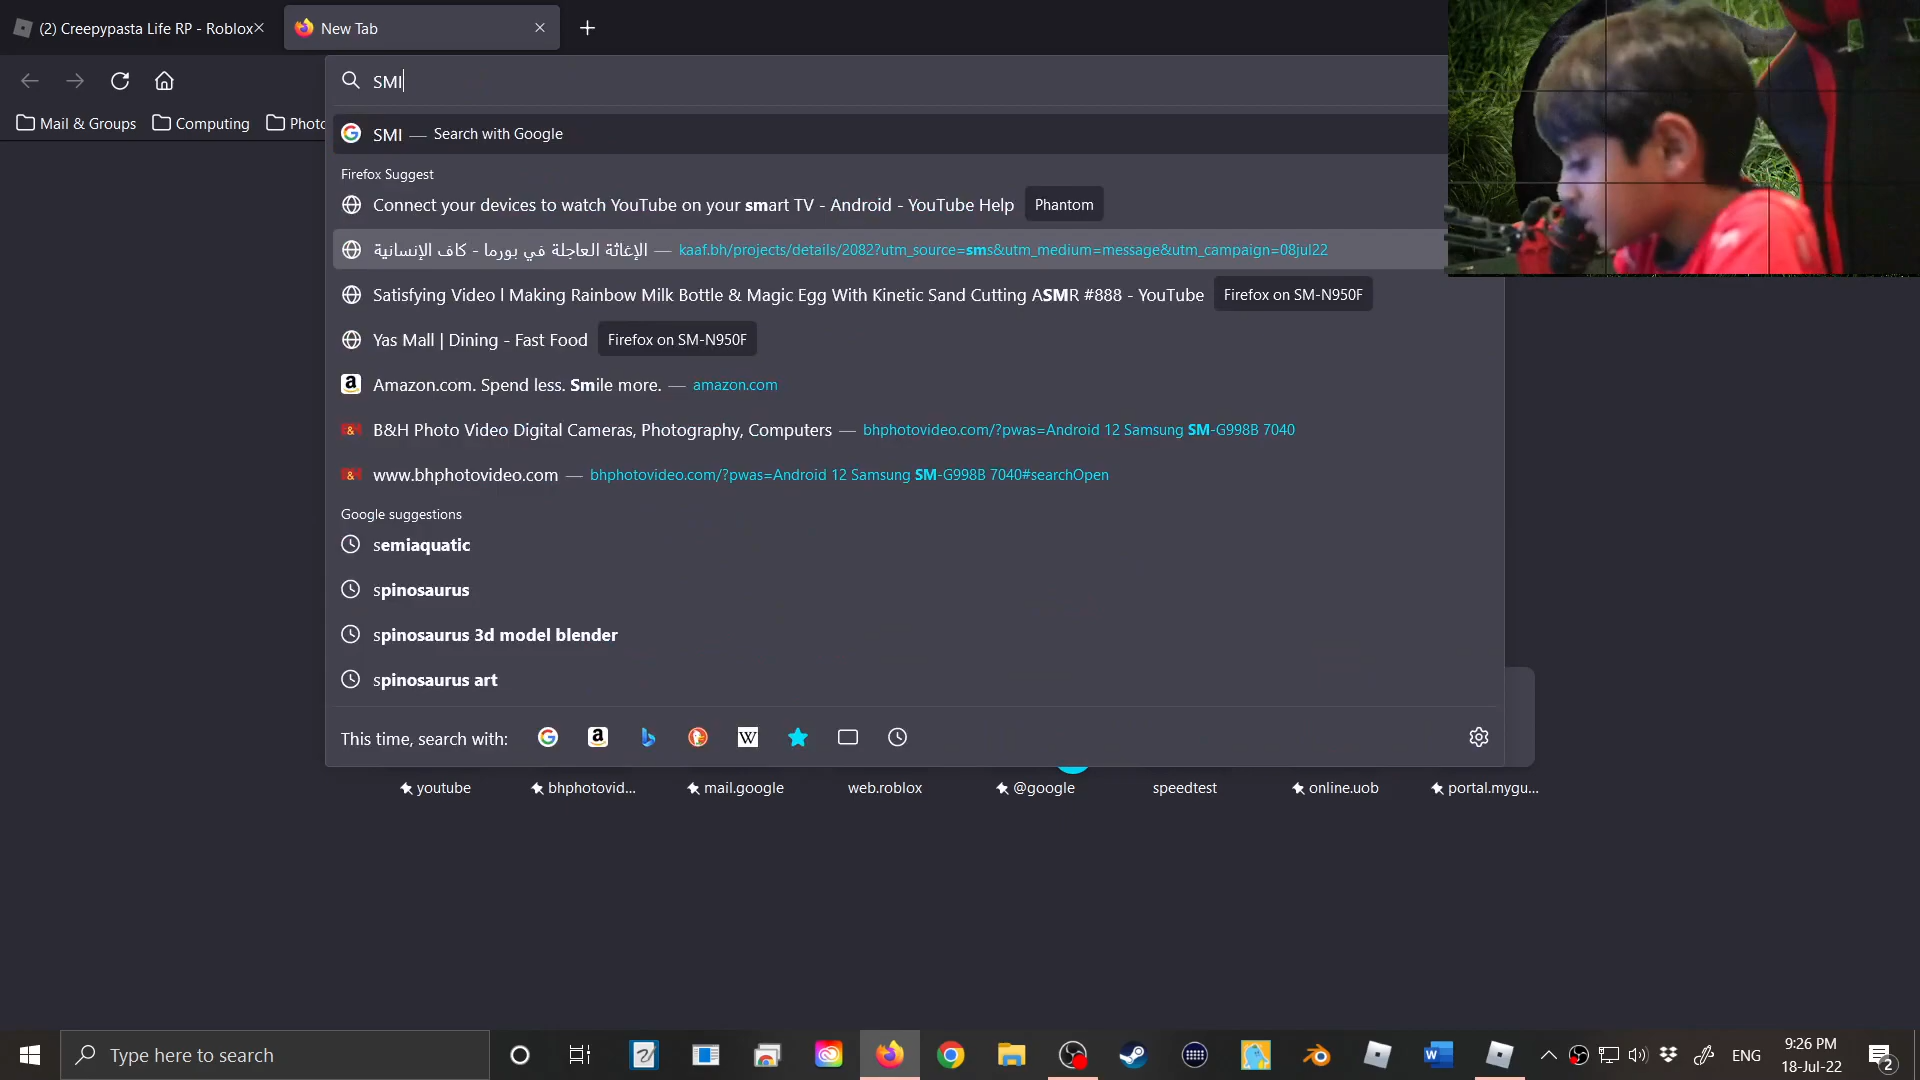 (2) Creepypasta Life RP - Roblox
New Tab
SMI
Mail & Groups
Computing
Photo
SMI — Search with Google
Firefox Suggest
Connect your devices to watch YouTube on your smart TV - Android - YouTube Help Phantom
الإغاثة العاجلة في بورما - كاف الإنسانية — kaaf.bh/projects/details/2082?utm_source=sms&utm_medium=message&utm_campaign=08jul22
Satisfying Video l Making Rainbow Milk Bottle & Magic Egg With Kinetic Sand Cutting ASMR #888 - YouTube Firefox on SM-N950F
Yas Mall | Dining - Fast Food Firefox on SM-N950F
Amazon.com. Spend less. Smile more. — amazon.com
B&H Photo Video Digital Cameras, Photography, Computers — bhphotovideo.com/?pwas=Android 12 Samsung SM-G998B 7040
www.bhphotovideo.com — bhphotovideo.com/?pwas=Android 12 Samsung SM-G998B 7040#searchOpen
Google suggestions
semiaquatic
spinosaurus
spinosaurus 3d model blender
spinosaurus art
This time, search with:
youtube
bhphotovid...
mail.google
web.roblox
@google
speedtest
online.uob
portal.mygu...
Type here to search
ENG
9:26 PM
18-Jul-22
2